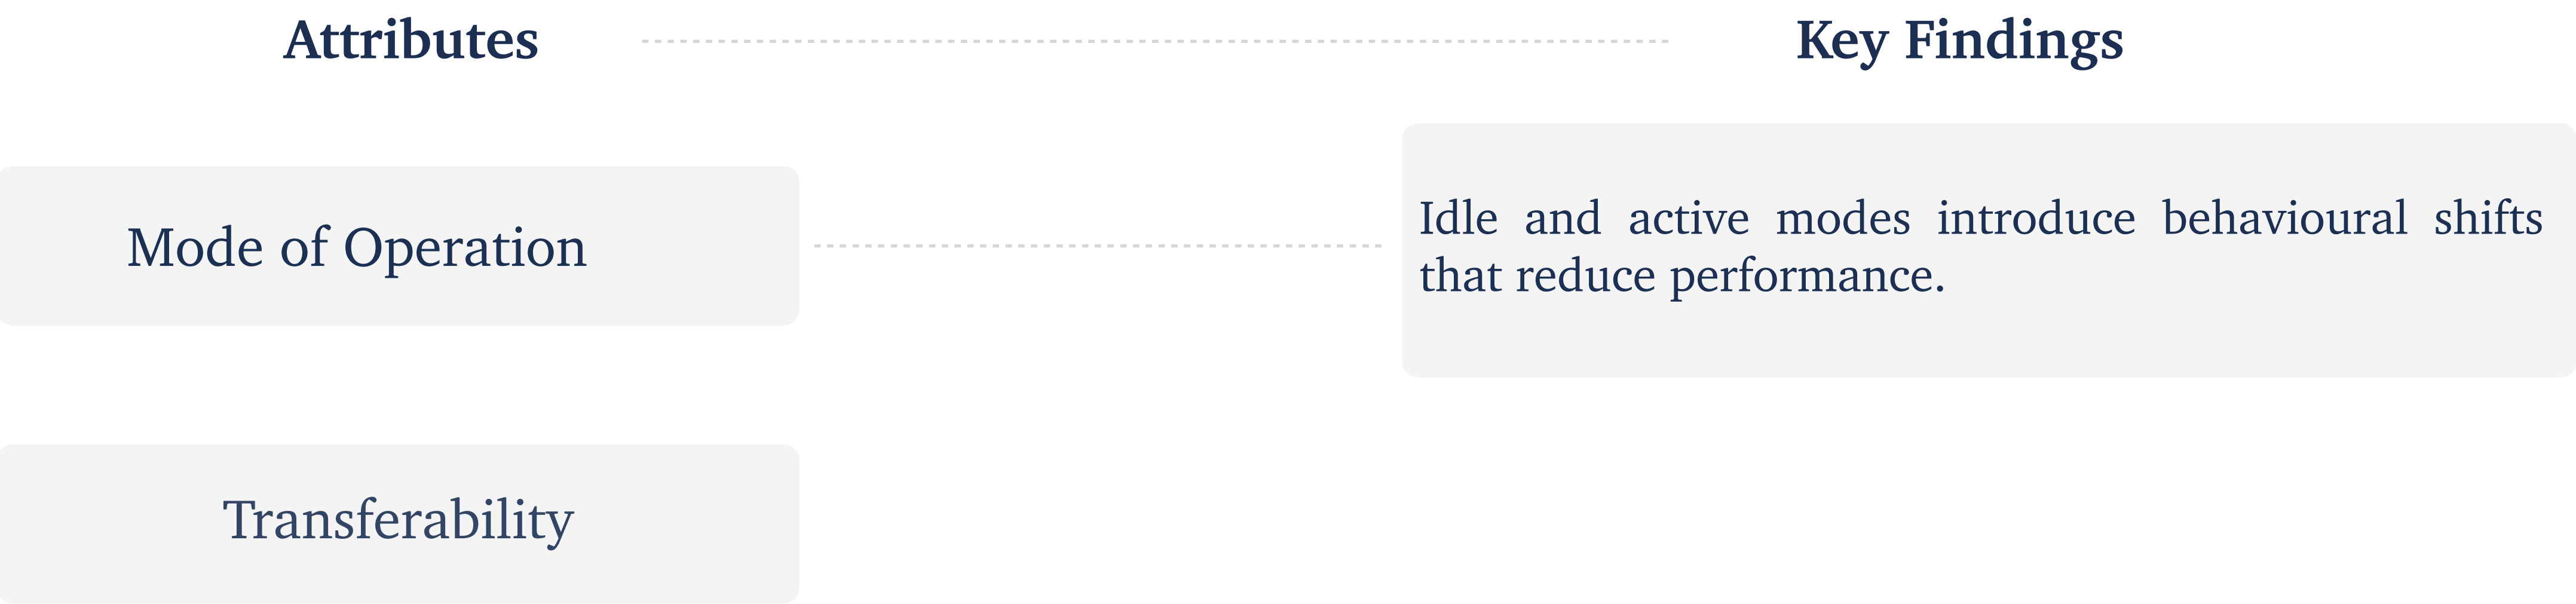 Attributes
Key Findings
Mode of Operation
Idle and active modes introduce behavioural shifts
that reduce performance.
Transferability